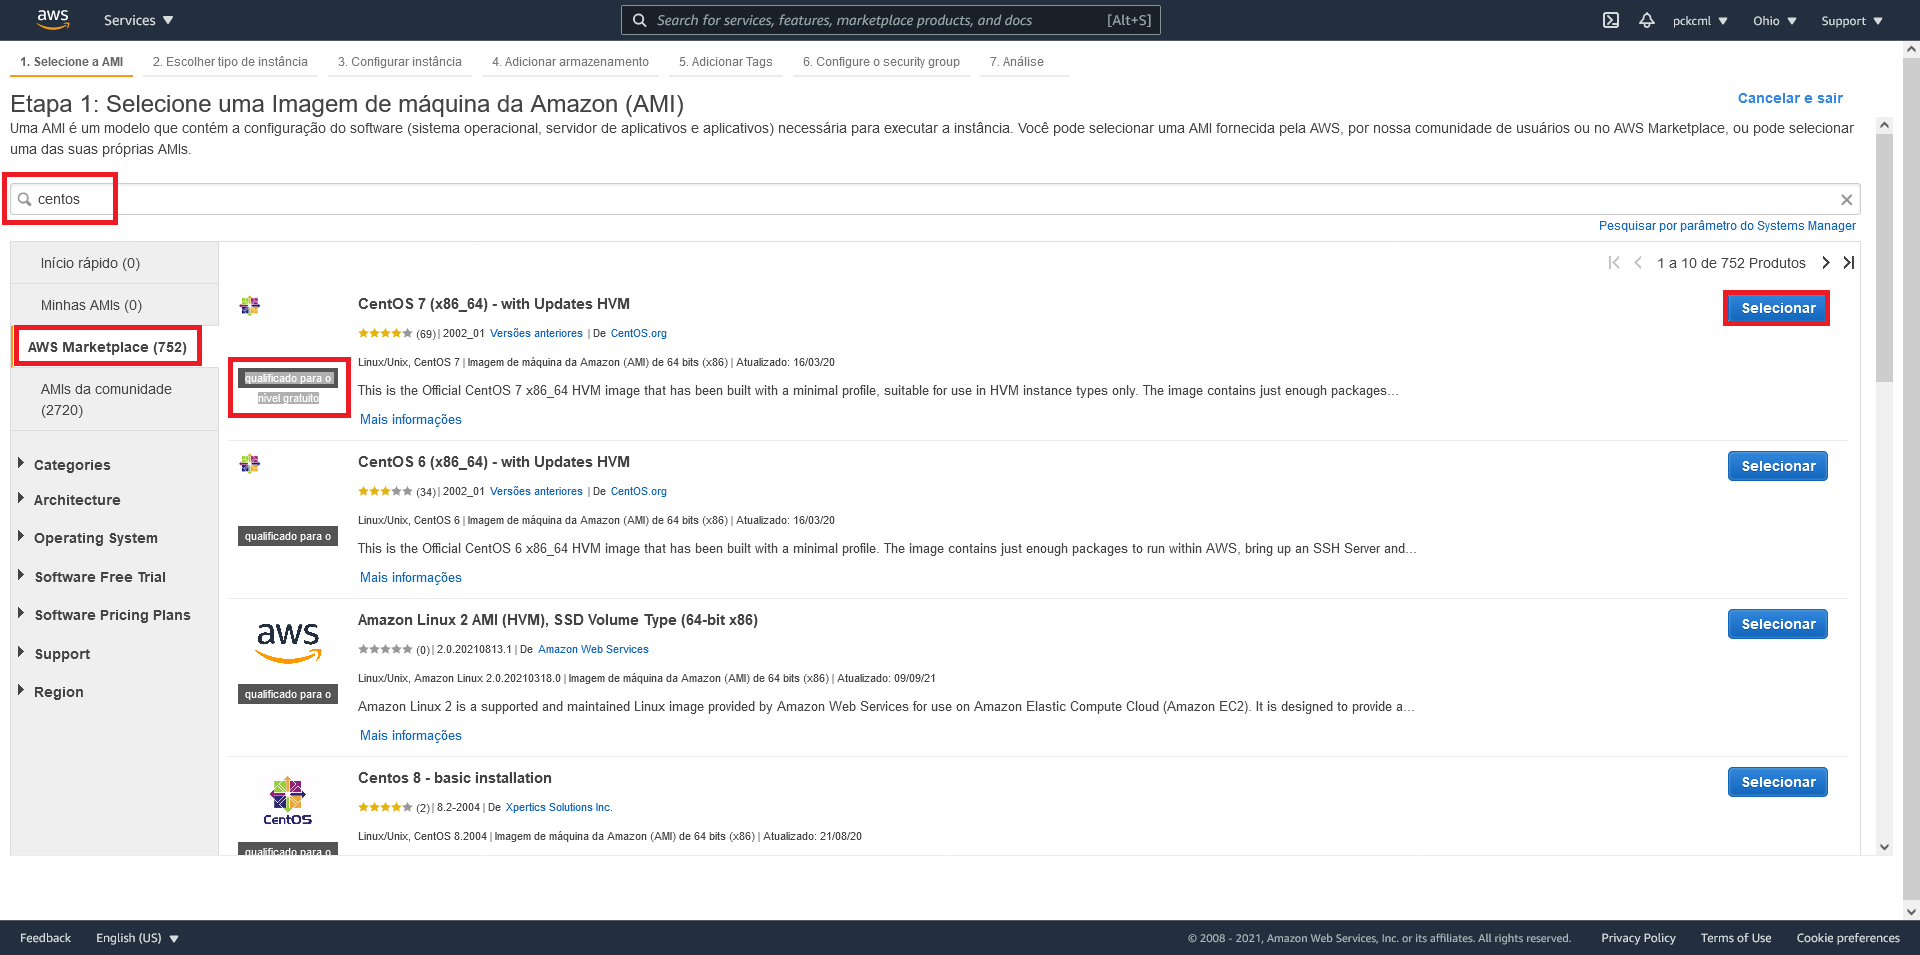 aws Services Search for services, features, marketplace products, and docs [Alt+S] pckcml Ohio Support
1. Selecione a AMI 2. Escolher tipo de instância 3. Configurar instância 4. Adicionar armazenamento 5. Adicionar Tags 6. Configure o security group 7. Análise
Etapa 1: Selecione uma Imagem de máquina da Amazon (AMI)
Cancelar e sair
Uma AMI é um modelo que contém a configuração do software (sistema operacional, servidor de aplicativos e aplicativos) necessária para executar a instância. Você pode selecionar uma AMI fornecida pela AWS, por nossa comunidade de usuários ou no AWS Marketplace, ou pode selecionar
uma das suas próprias AMIs.
centos
Pesquisar por parâmetro do Systems Manager
Início rápido (0)
Minhas AMIs (0)
AWS Marketplace (752)
AMIs da comunidade
(2720)
Categories
Architecture
Operating System
Software Free Trial
Software Pricing Plans
Support
Region
1 a 10 de 752 Produtos
CentOS 7 (x86_64) - with Updates HVM
Selecionar
(69) | 2002_01 Versões anteriores | De CentOS.org
Linux/Unix, CentOS 7 | Imagem de máquina da Amazon (AMI) de 64 bits (x86) | Atualizado: 16/03/20
qualificado para o
nível gratuito
This is the Official CentOS 7 x86_64 HVM image that has been built with a minimal profile, suitable for use in HVM instance types only. The image contains just enough packages...
Mais informações
CentOS 6 (x86_64) - with Updates HVM
Selecionar
(34) | 2002_01 Versões anteriores | De CentOS.org
Linux/Unix, CentOS 6 | Imagem de máquina da Amazon (AMI) de 64 bits (x86) | Atualizado: 16/03/20
qualificado para o
This is the Official CentOS 6 x86_64 HVM image that has been built with a minimal profile. The image contains just enough packages to run within AWS, bring up an SSH Server and...
Mais informações
aws
Amazon Linux 2 AMI (HVM), SSD Volume Type (64-bit x86)
Selecionar
(0) | 2.0.20210813.1 | De Amazon Web Services
Linux/Unix, Amazon Linux 2.0.20210318.0 | Imagem de máquina da Amazon (AMI) de 64 bits (x86) | Atualizado: 09/09/21
qualificado para o
Amazon Linux 2 is a supported and maintained Linux image provided by Amazon Web Services for use on Amazon Elastic Compute Cloud (Amazon EC2). It is designed to provide a...
Mais informações
CentOS
Centos 8 - basic installation
Selecionar
(2) | 8.2-2004 | De Xpertics Solutions Inc.
Linux/Unix, CentOS 8.2004 | Imagem de máquina da Amazon (AMI) de 64 bits (x86) | Atualizado: 21/08/20
qualificado para o
Feedback English (US) © 2008 - 2021, Amazon Web Services, Inc. or its affiliates. All rights reserved. Privacy Policy Terms of Use Cookie preferences